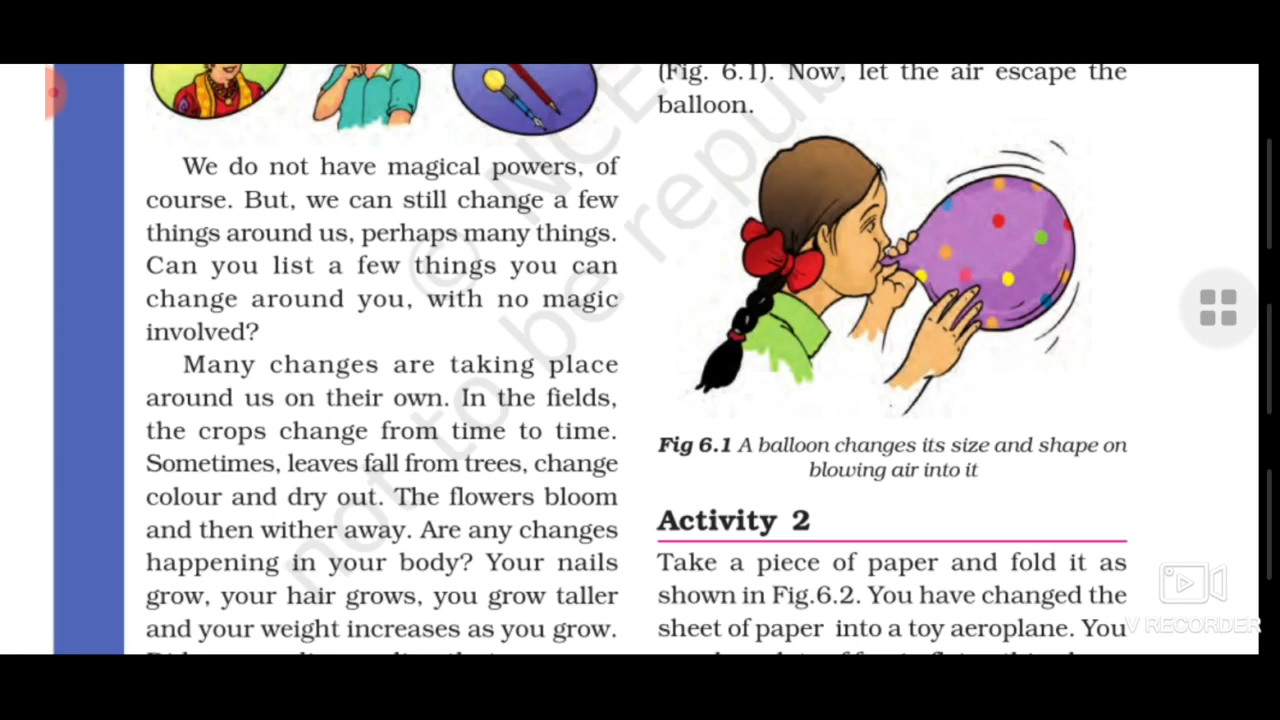 We do not have magical powers, of
course. But, we can still change a few
things around us, perhaps many things.
Can you list a few things you can
change around you, with no magic
involved?
Many changes are taking place
around us on their own. In the fields,
the crops change from time to time.
Sometimes, leaves fall from trees, change
colour and dry out. The flowers bloom
and then wither away. Are any changes
happening in your body? Your nails
grow, your hair grows, you grow taller
and your weight increases as you grow.
(Fig. 6.1). Now, let the air escape the
balloon.
Fig 6.1 A balloon changes its size and shape on
blowing air into it
Activity 2
Take a piece of paper and fold it as
shown in Fig.6.2. You have changed the
sheet of paper into a toy aeroplane. You
© NCE
not to be repub
V RECORDER